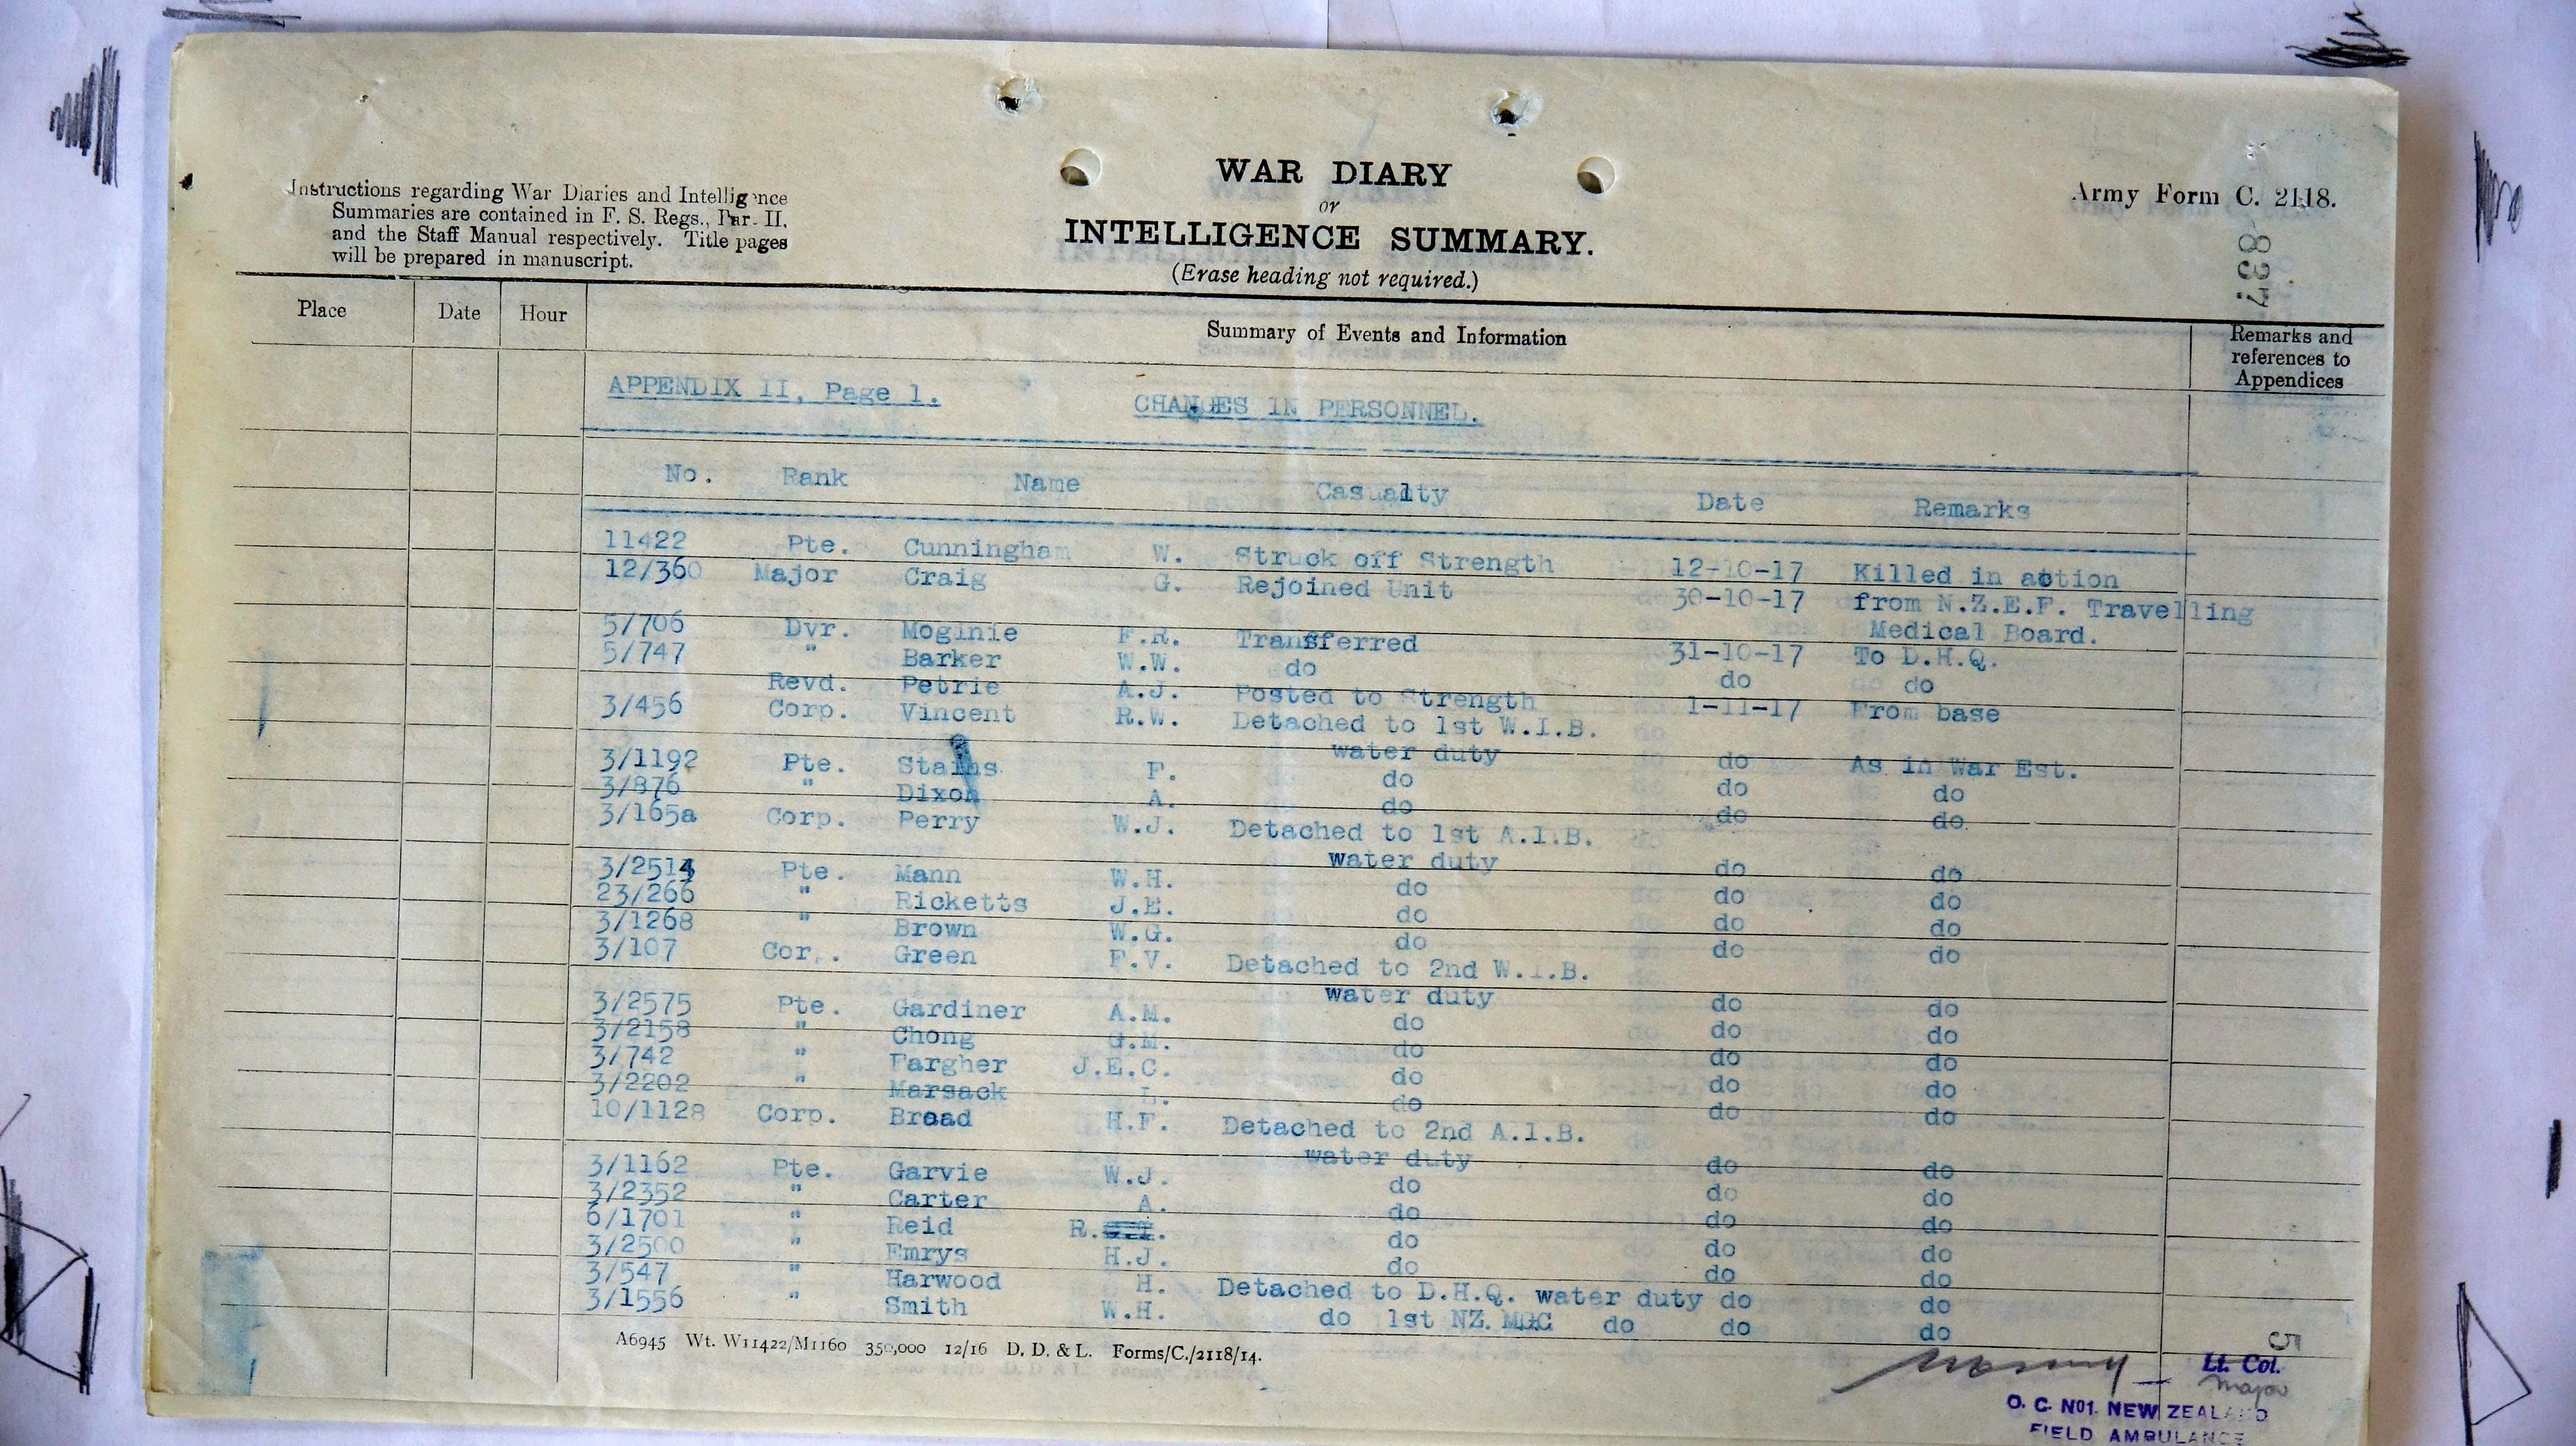 Instructions regarding War Diaries and Intelligence
Summaries are contained in F. S. Regs., Par. II.
and the Staff Manual respectively. Title pages
will be prepared in manuscript.
WAR DIARY
or
INTELLIGENCE SUMMARY.
(Erase heading not required.)
Army Form C. 2118.
837
Place Date Hour Summary of Events and Information Remarks and
references to
Appendices
APPENDIX II, Page 1. CHANGES IN PERSONNEL.
No. Rank Name Casualty Date Remarks
11422 Pte. Cunningham W. Struck off Strength 12-10-17 Killed in action
12/360 Major Craig G. Rejoined Unit 30-10-17 from N.Z.E.F. Travelling
Medical Board.
5/706 Dvr. Moginie F.R. Transferred 31-10-17 To D.H.Q.
5/747 " Barker W.W. do do do
Revd. Petrie A.J. Posted to Strength 1-11-17 From base
3/456 Corp. Vincent R.W. Detached to 1st W.I.B.
water duty do As in War Est.
3/1192 Pte. Stains F. do do do
3/876 " Dixon A. do do do
3/165a Corp. Perry W.J. Detached to 1st A.I.B.
water duty do do
3/2514 Pte. Mann W.H. do do do
23/266 " Ricketts J.E. do do do
3/1268 " Brown W.G. do do do
3/107 Cor . Green F.V. Detached to 2nd W.I.B.
water duty do do
3/2575 Pte. Gardiner A.M. do do do
3/2158 " Chong G.M. do do do
3/742 " Fargher J.E.C. do do do
3/2202 " Marsack L. do do do
10/1128 Corp. Broad H.F. Detached to 2nd A.I.B.
water duty do do
3/1162 Pte. Garvie W.J. do do do
3/2352 " Carter A. do do do
6/1701 " Reid R. do do do
3/2500 " Emrys H.J. do do do
3/547 " Harwood H. Detached to D.H.Q. water duty do do
3/1556 " Smith W.H. do 1st NZ. MGC do do do
A6945 Wt. W11422/M1160 350,000 12/16 D. D. & L. Forms/C./2118/14.
5
Lt. Col.
Major
O. C. No1. NEW ZEALAND
FIELD AMBULANCE